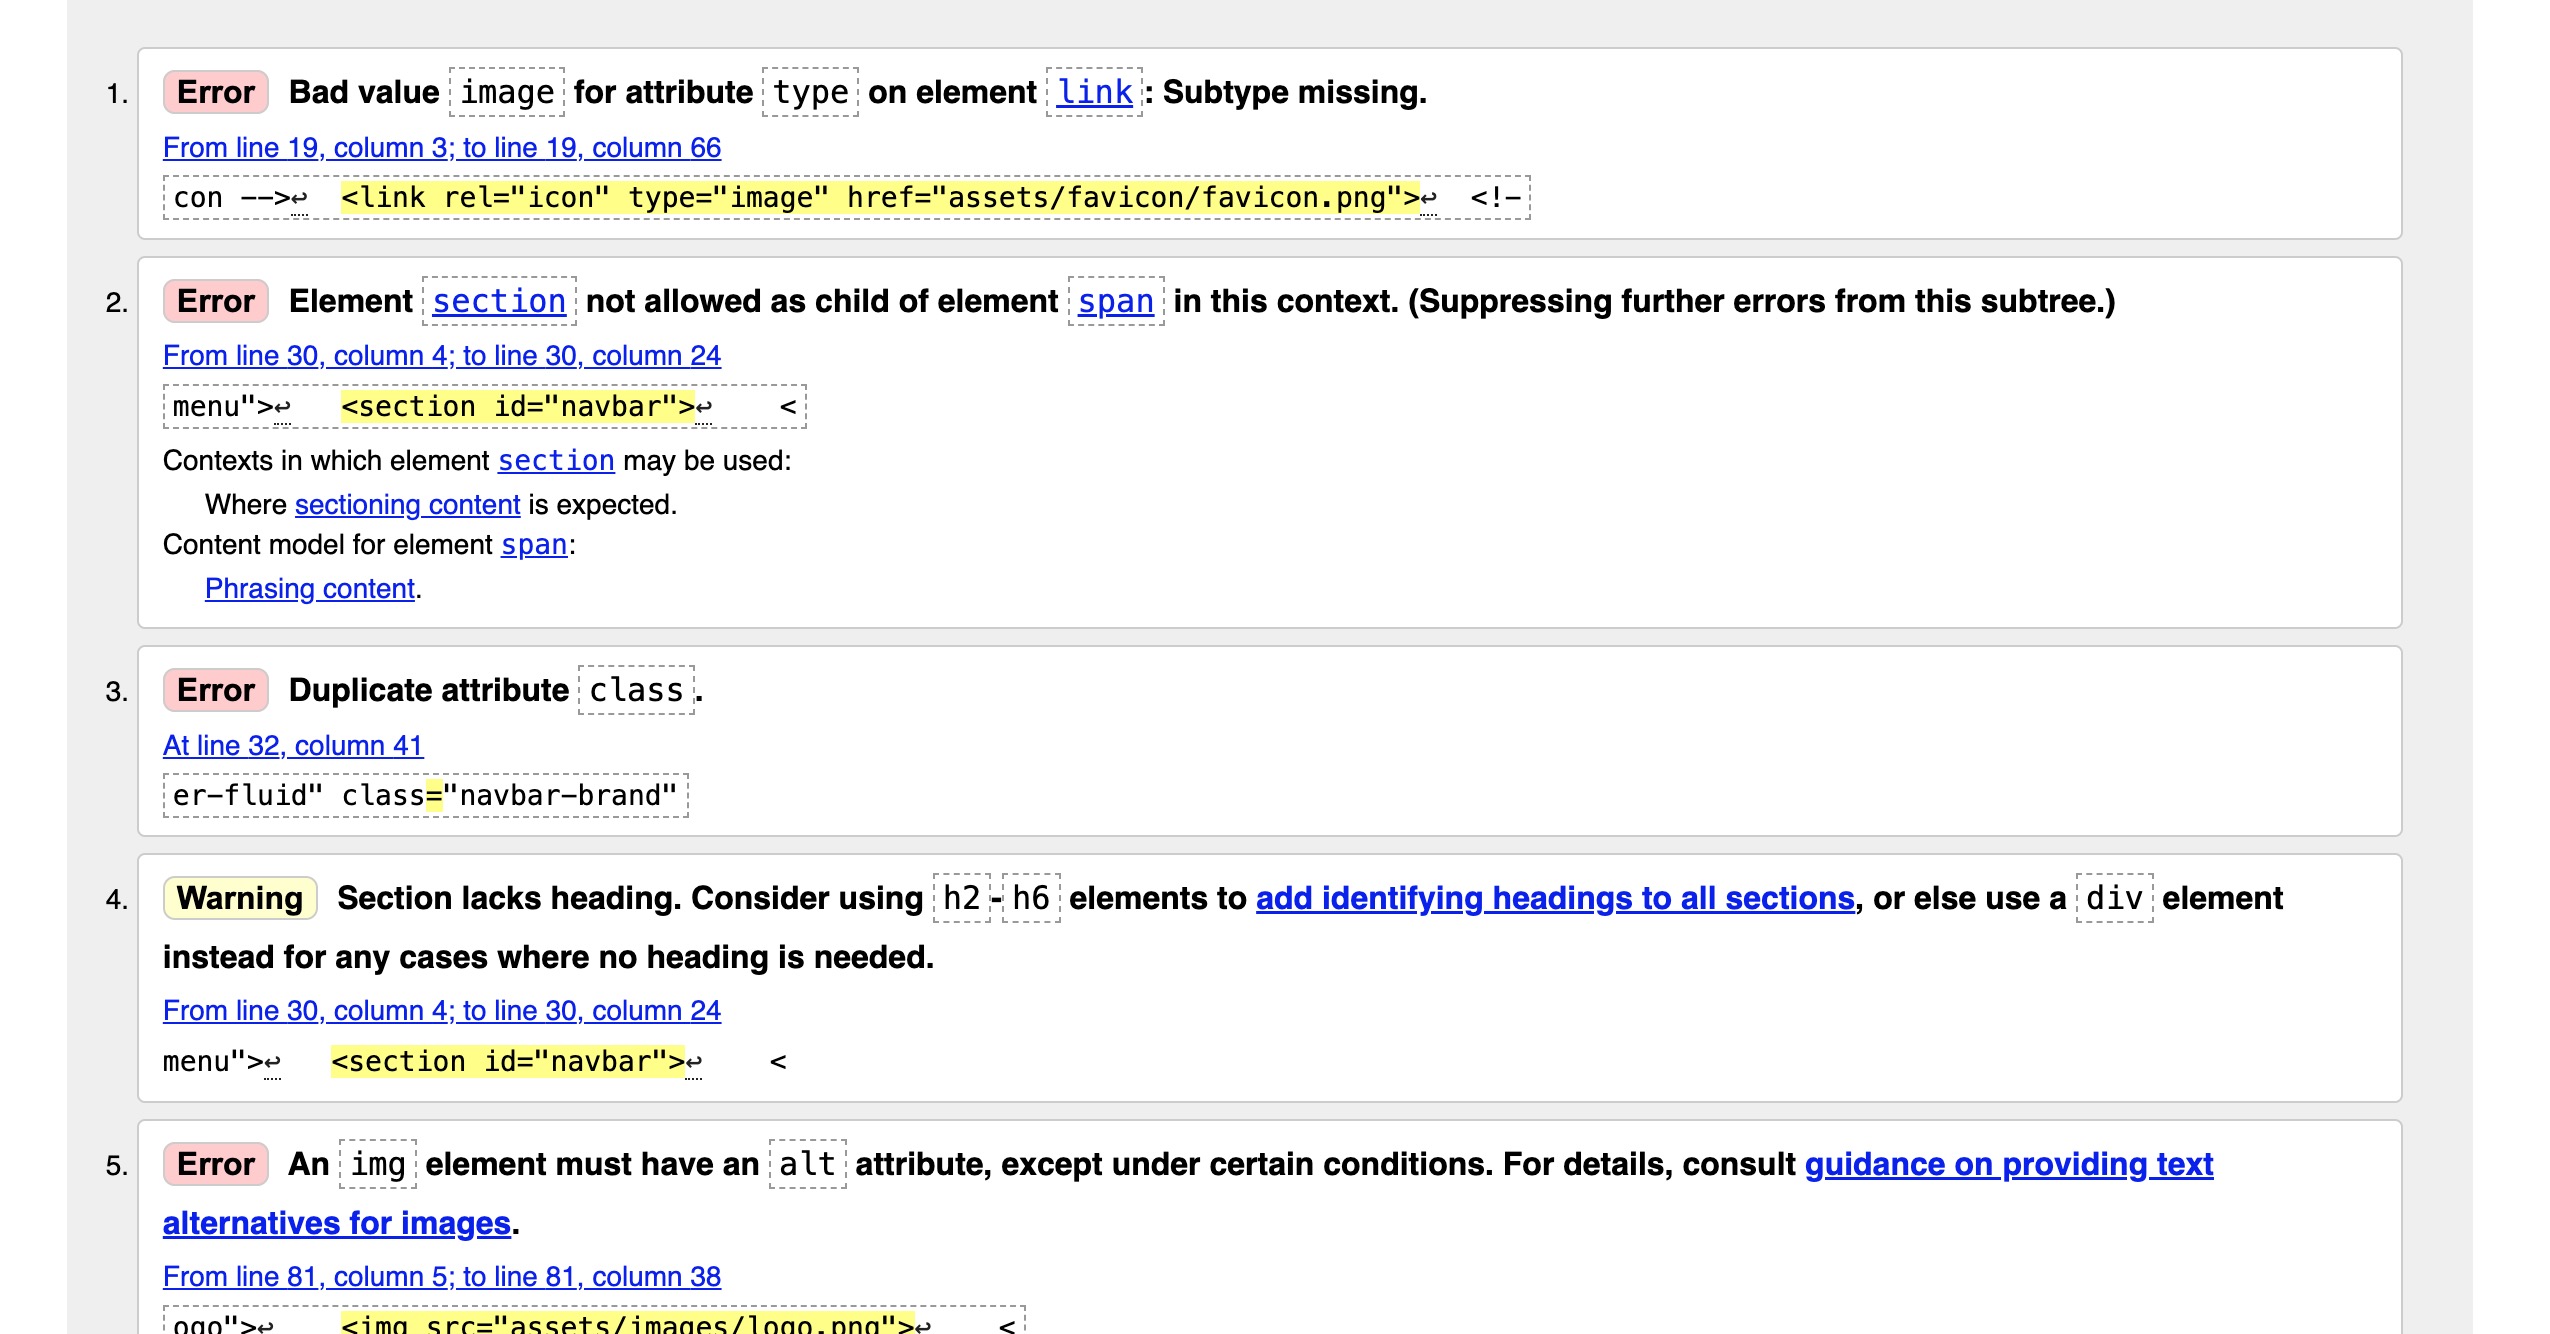 1. Error Bad value image for attribute type on element link: Subtype missing.
From line 19, column 3; to line 19, column 66
con -->↩ <link rel="icon" type="image" href="assets/favicon/favicon.png">↩ <!-
2. Error Element section not allowed as child of element span in this context. (Suppressing further errors from this subtree.)
From line 30, column 4; to line 30, column 24
menu">↩ <section id="navbar">↩ <
Contexts in which element section may be used:
Where sectioning content is expected.
Content model for element span:
Phrasing content.
3. Error Duplicate attribute class.
At line 32, column 41
er-fluid" class="navbar-brand"
4. Warning Section lacks heading. Consider using h2-h6 elements to add identifying headings to all sections, or else use a div element
instead for any cases where no heading is needed.
From line 30, column 4; to line 30, column 24
menu">↩ <section id="navbar">↩ <
5. Error An img element must have an alt attribute, except under certain conditions. For details, consult guidance on providing text
alternatives for images.
From line 81, column 5; to line 81, column 38
ogo">↩ <img src="assets/images/logo.png">↩ <